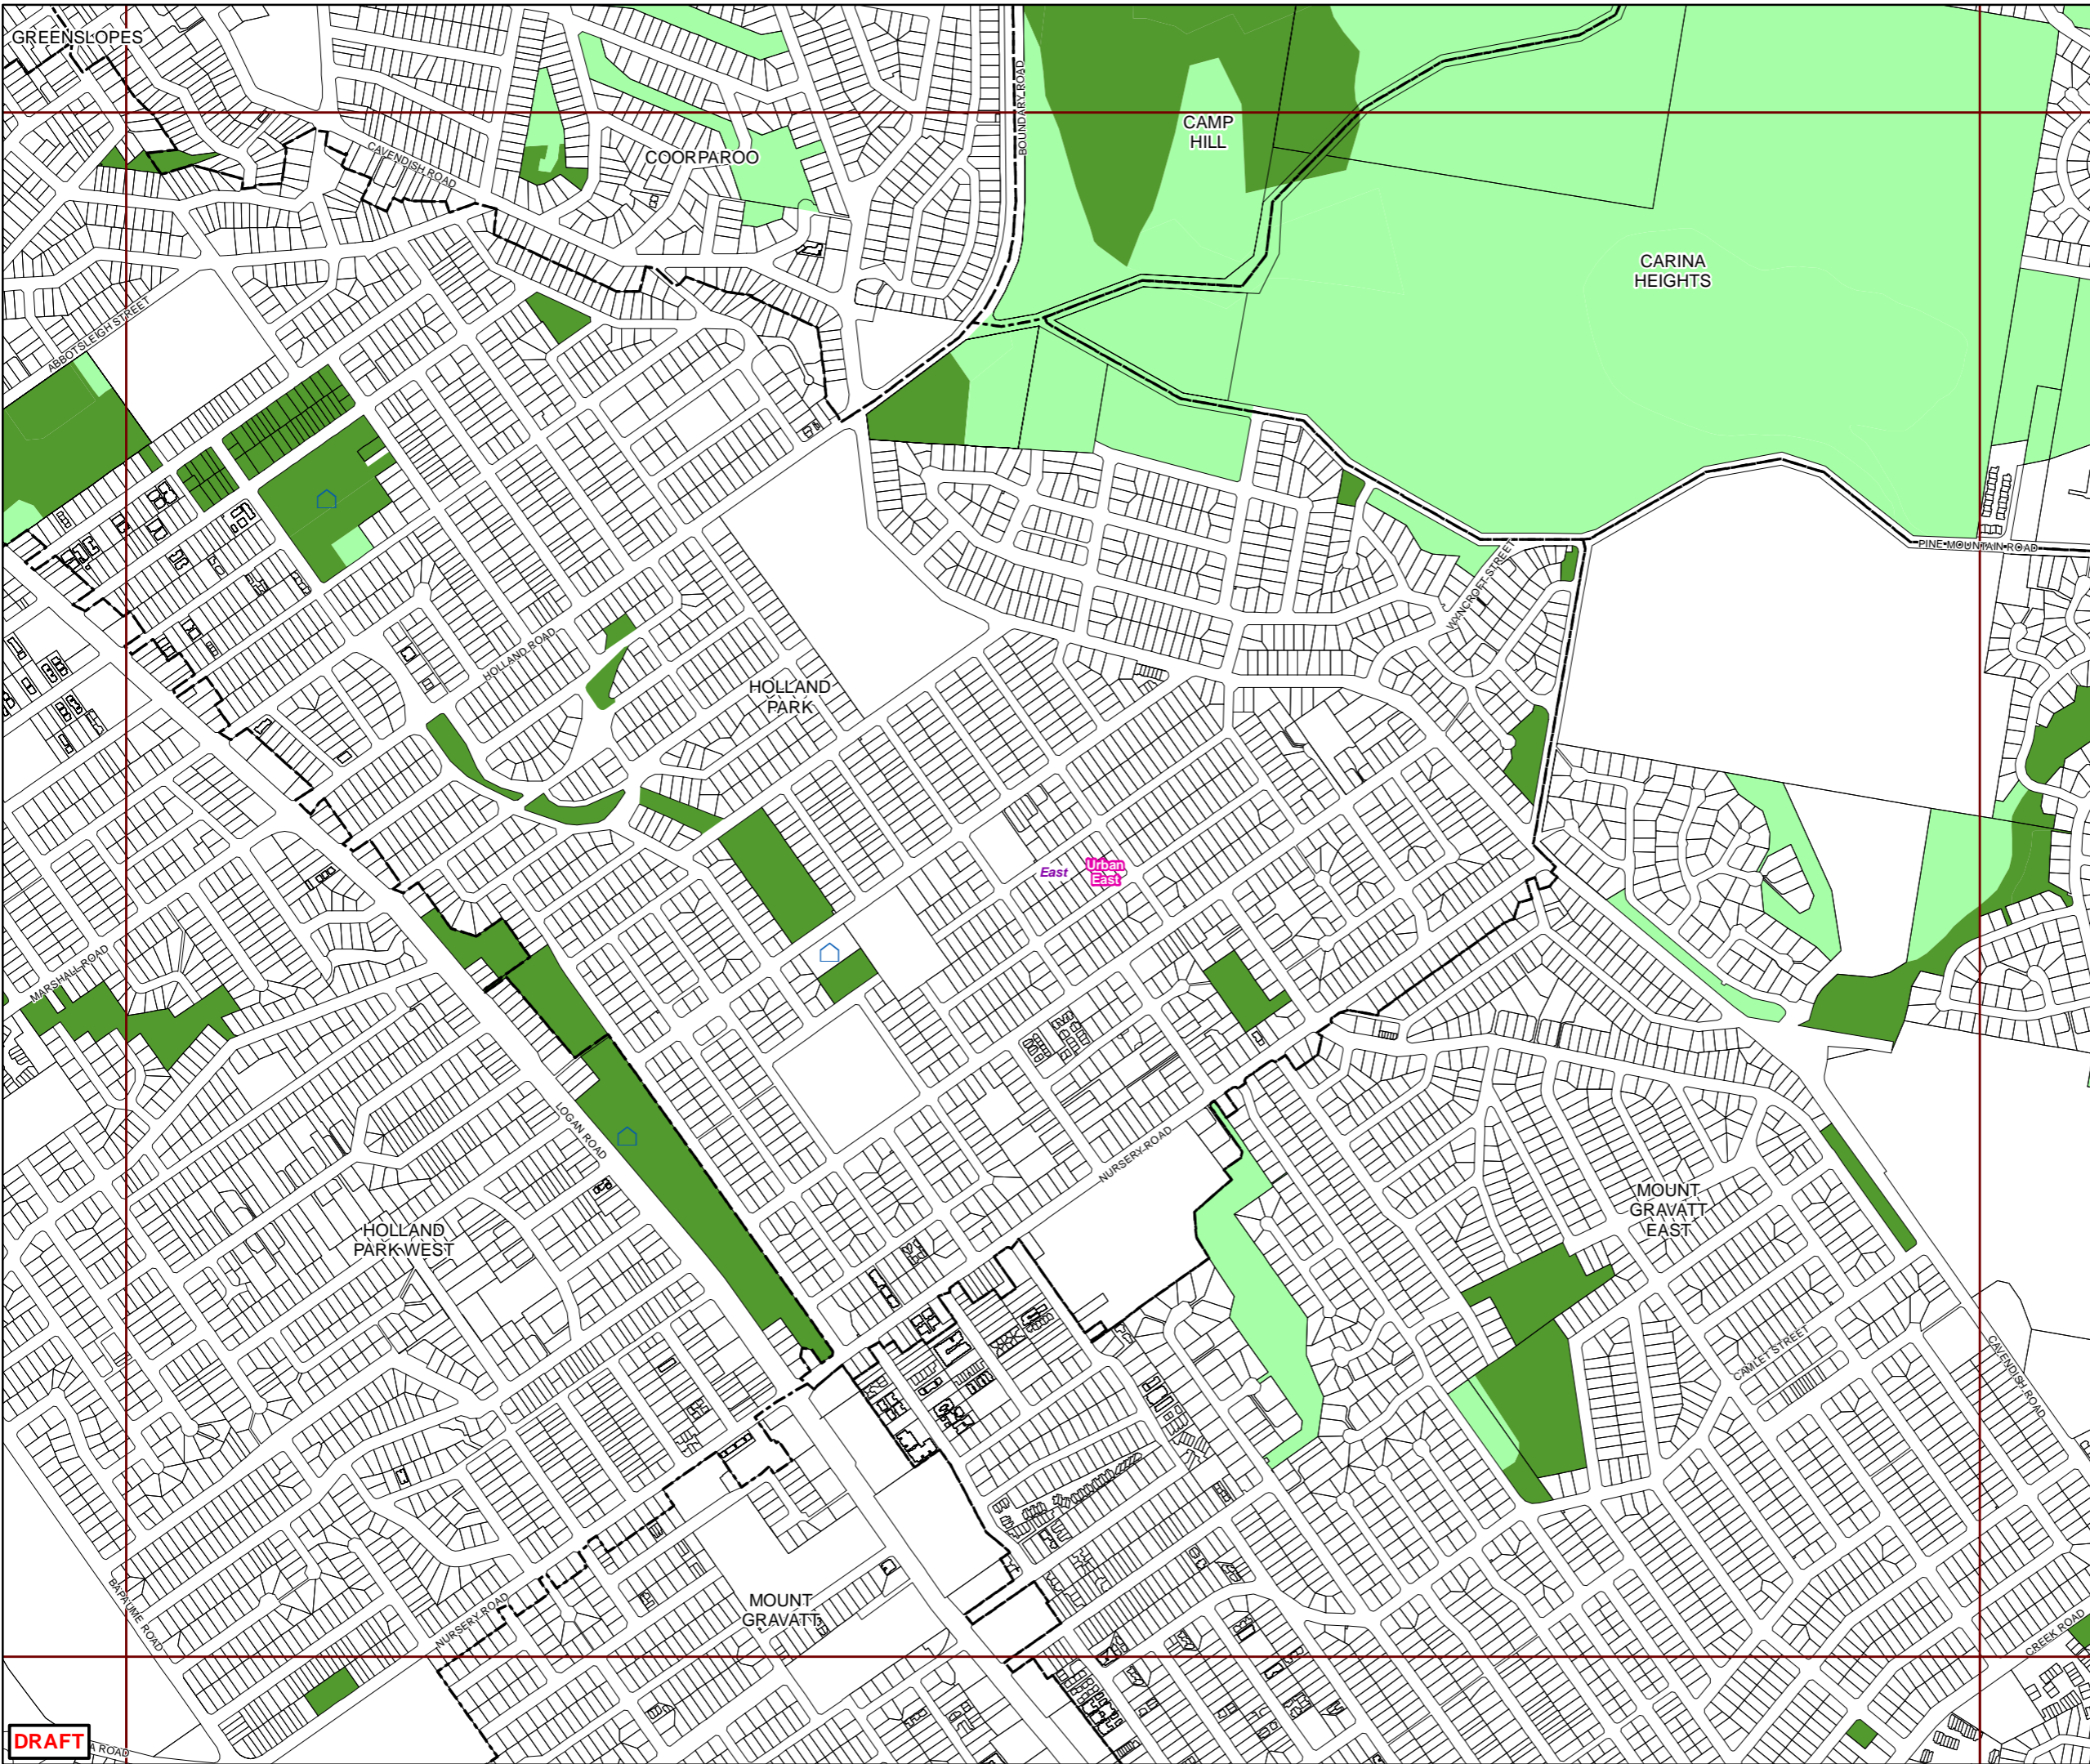 GREENSLOPES
BOUNDARY ROAD
CAMP
HILL
CAVENDISH ROAD
COORPAROO
CARINA
HEIGHTS
ABBOTSLEIGH STREET
PINE MOUNTAIN ROAD
WYNCROFT STREET
HOLLAND ROAD
HOLLAND
PARK
East
Urban
East
MARSHALL ROAD
LOGAN ROAD
NURSERY ROAD
MOUNT
GRAVATT
EAST
HOLLAND
PARK WEST
CAMLET STREET
CAVENDISH ROAD
BAPAUME ROAD
NURSERY ROAD
MOUNT
GRAVATT
CREEK ROAD
DRAFT
A ROAD